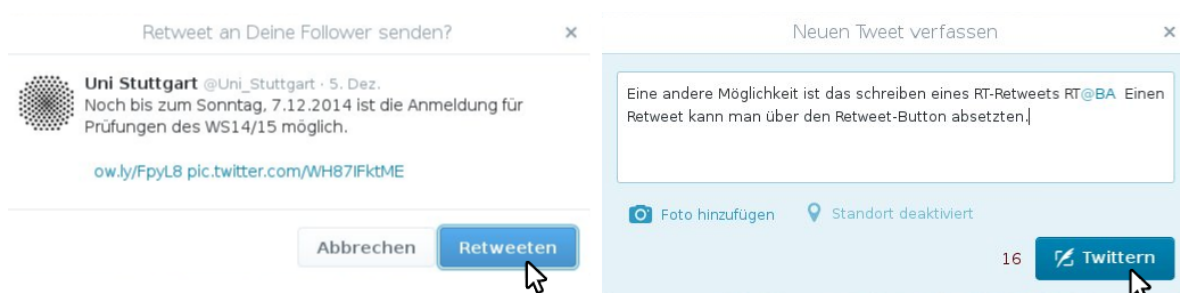 Retweet an Deine Follower senden? ×
Uni Stuttgart @Uni_Stuttgart · 5. Dez.
Noch bis zum Sonntag, 7.12.2014 ist die Anmeldung für
Prüfungen des WS14/15 möglich.
ow.ly/FpyL8 pic.twitter.com/WH87IFktME
Abbrechen Retweeten
Neuen Tweet verfassen ×
Eine andere Möglichkeit ist das schreiben eines RT-Retweets RT@BA Einen
Retweet kann man über den Retweet-Button absetzten.
Foto hinzufügen Standort deaktiviert
16 Twittern